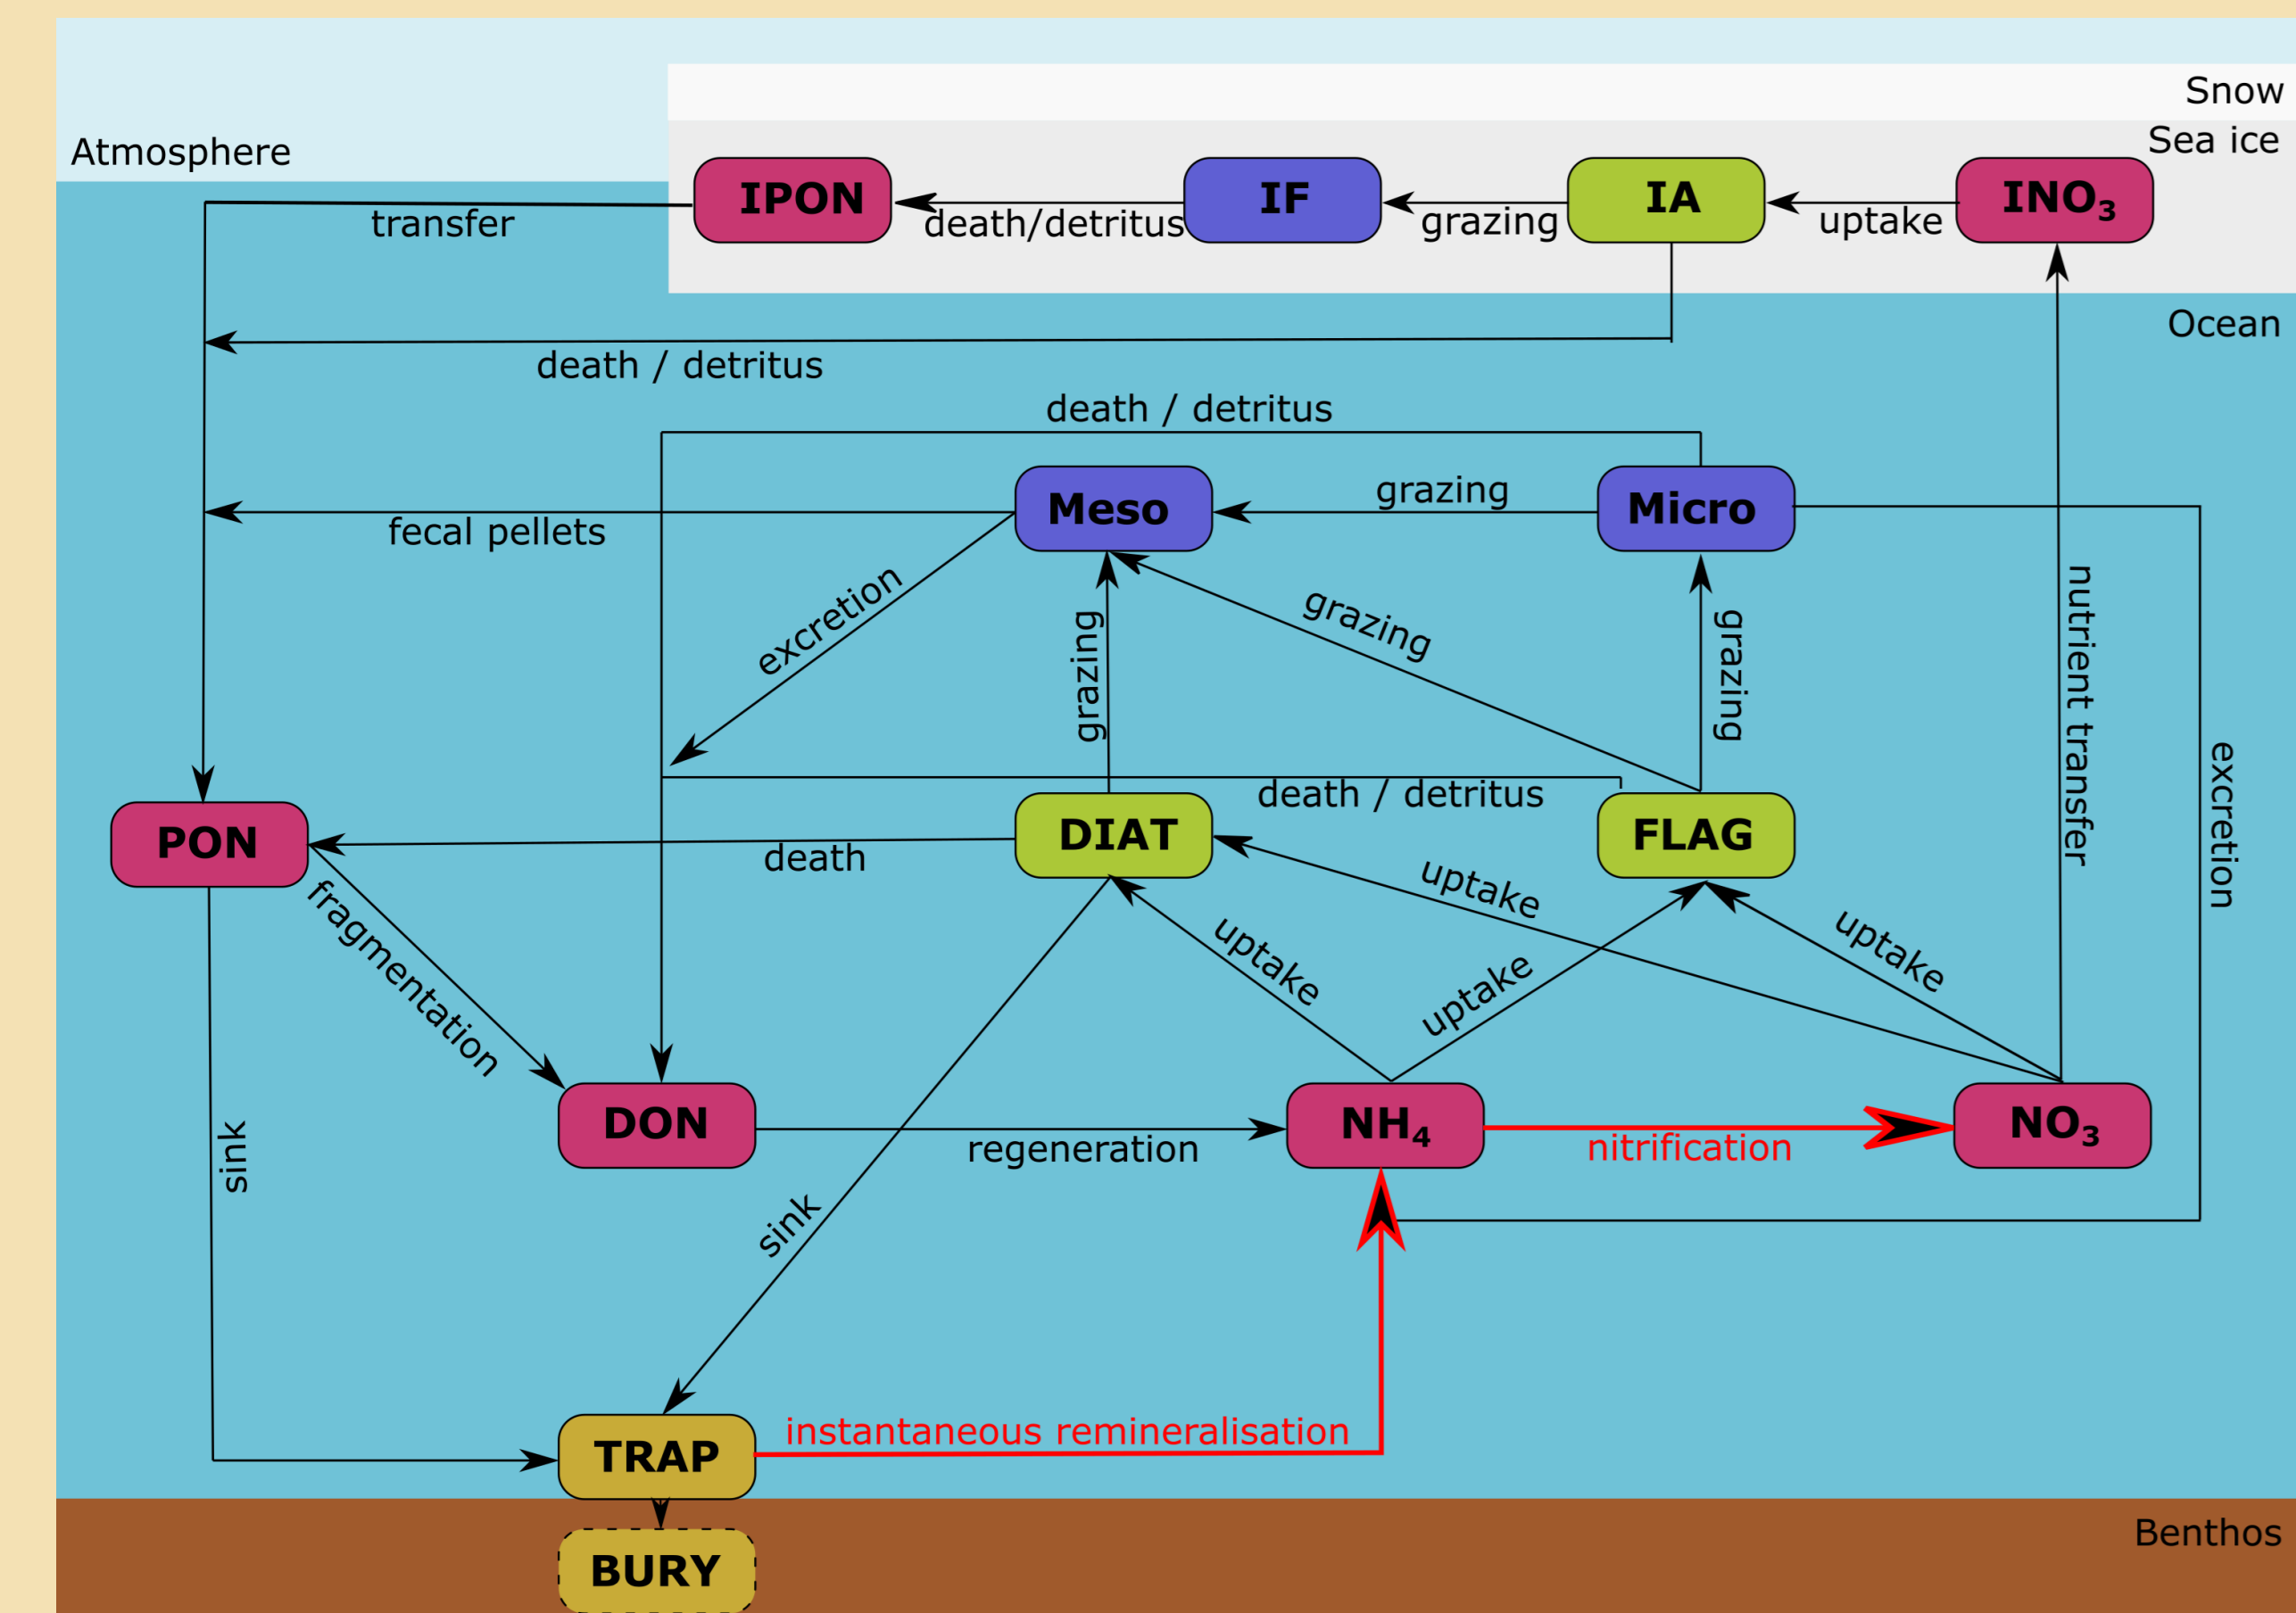 Snow
Sea ice
Atmosphere
IPON
IF
IA
INO₃
transfer
death/detritus
grazing
uptake
Ocean
death / detritus
death / detritus
Meso
grazing
Micro
fecal pellets
excretion
grazing
grazing
grazing
nutrient transfer
excretion
death / detritus
PON
DIAT
FLAG
death
uptake
fragmentation
uptake
uptake
uptake
DON
regeneration
NH₄
nitrification
NO₃
sink
sink
TRAP
instantaneous remineralisation
Benthos
BURY